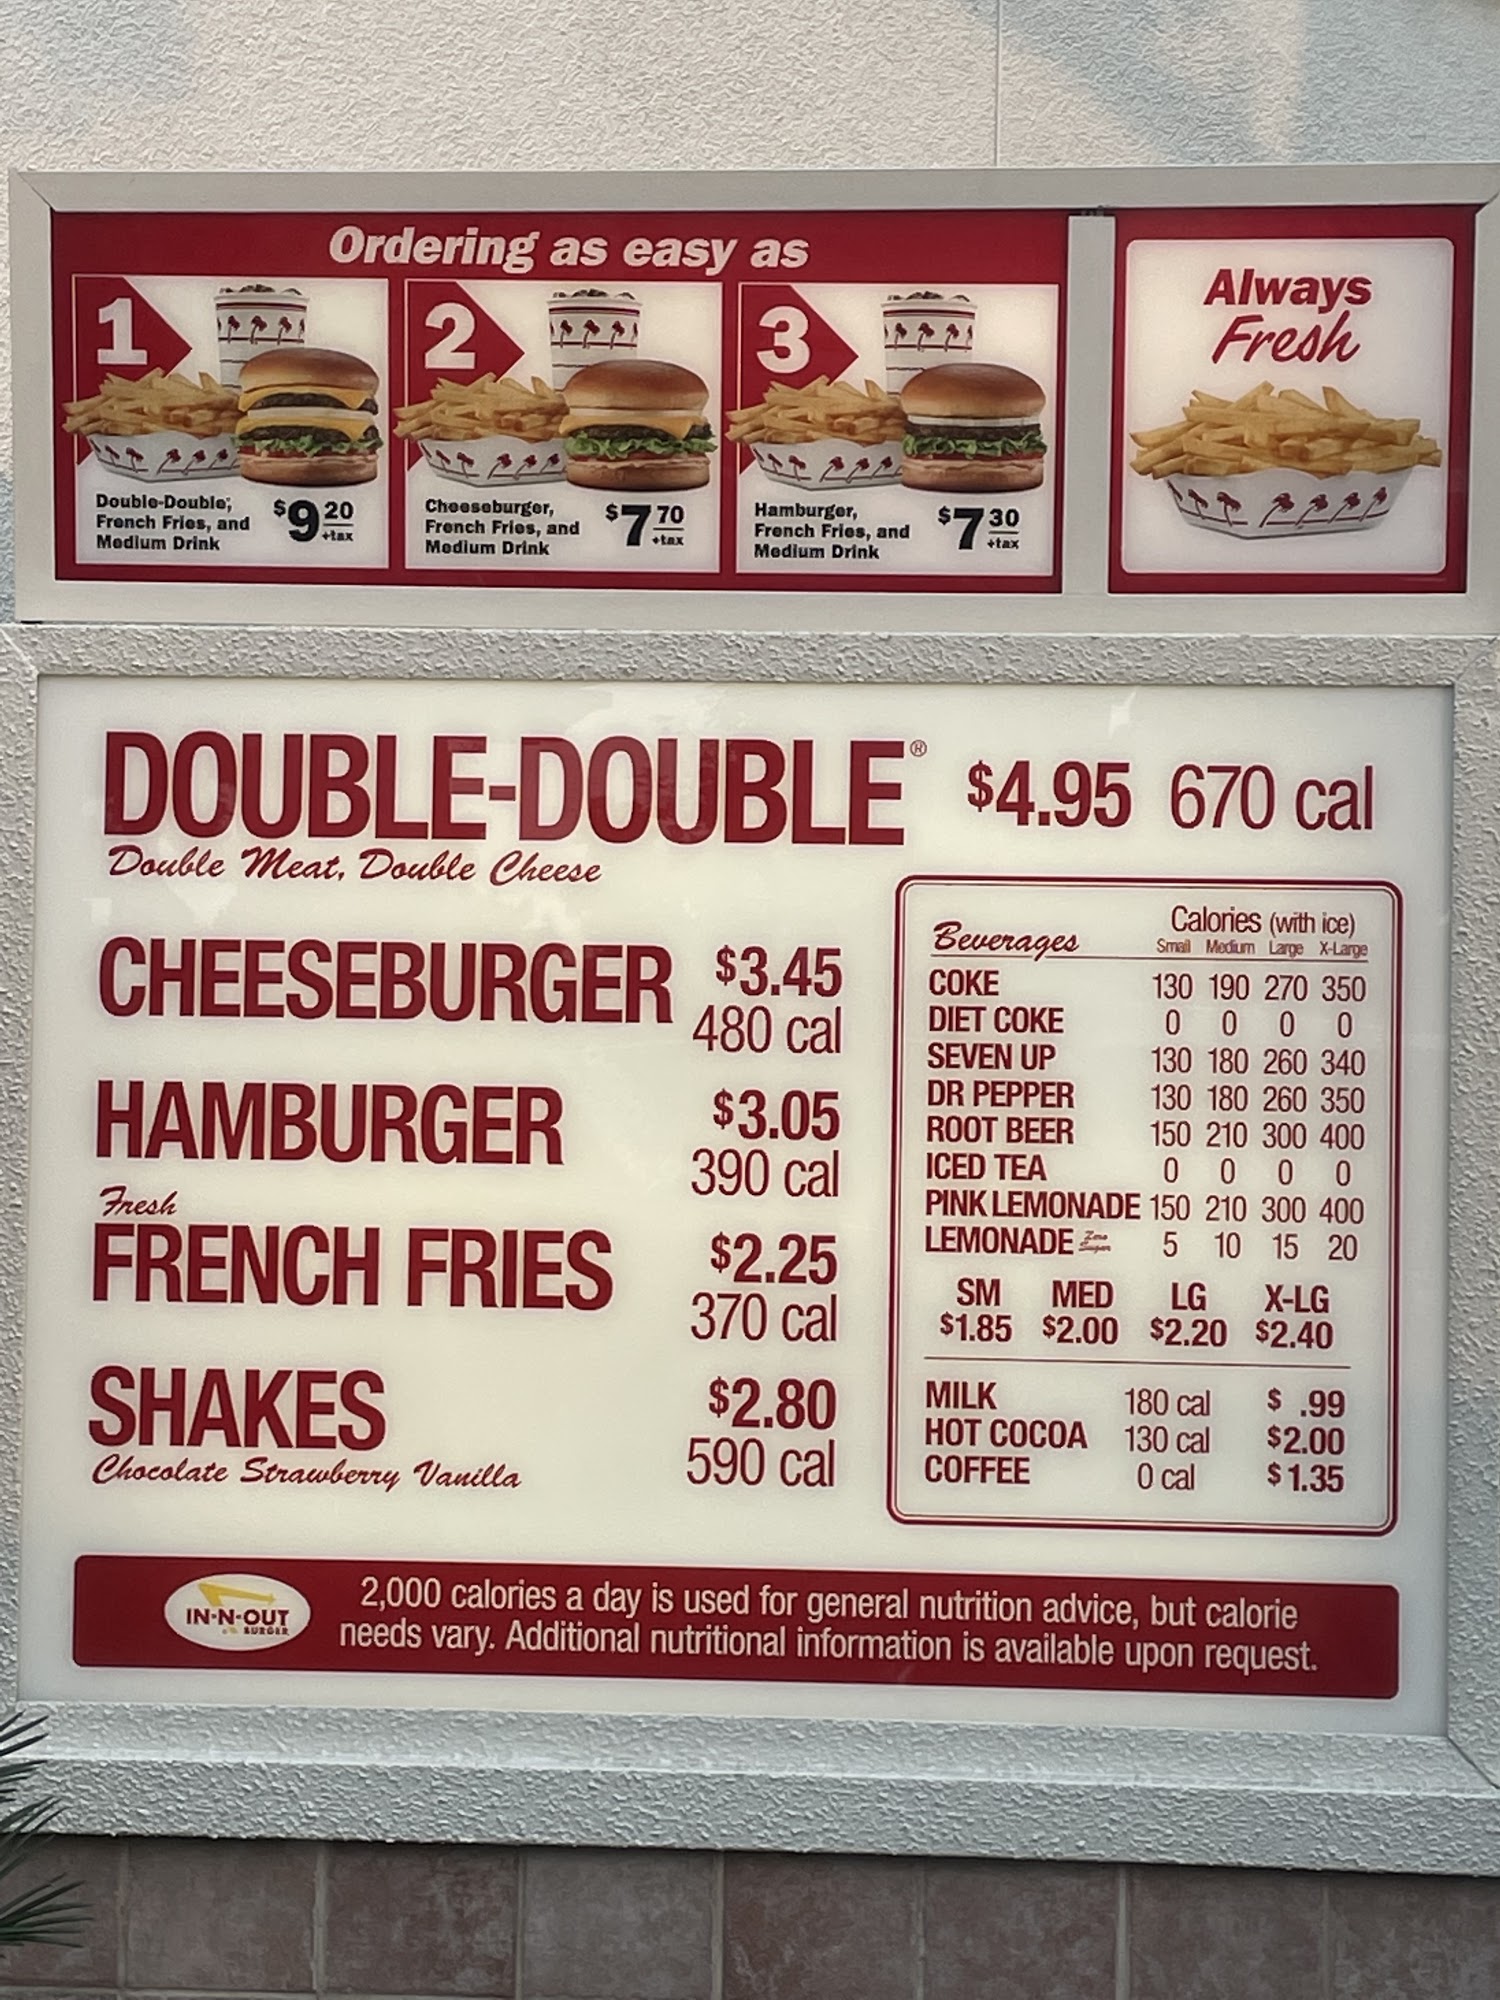 Ordering as easy as
1
Double-Double®,
French Fries, and
Medium Drink
$9 20
+tax
2
Cheeseburger,
French Fries, and
Medium Drink
$7 70
+tax
3
Hamburger,
French Fries, and
Medium Drink
$7 30
+tax
Always
Fresh
DOUBLE-DOUBLE® $4.95 670 cal
Double Meat, Double Cheese
CHEESEBURGER $3.45
480 cal
HAMBURGER $3.05
390 cal
Fresh
FRENCH FRIES $2.25
370 cal
SHAKES $2.80
Chocolate Strawberry Vanilla 590 cal
Beverages Calories (with ice)
Small Medium Large X-Large
COKE 130 190 270 350
DIET COKE 0 0 0 0
SEVEN UP 130 180 260 340
DR PEPPER 130 180 260 350
ROOT BEER 150 210 300 400
ICED TEA 0 0 0 0
PINK LEMONADE 150 210 300 400
LEMONADE Zero Sugar 5 10 15 20
SM MED LG X-LG
$1.85 $2.00 $2.20 $2.40
MILK 180 cal $ .99
HOT COCOA 130 cal $2.00
COFFEE 0 cal $1.35
IN-N-OUT
BURGER
2,000 calories a day is used for general nutrition advice, but calorie
needs vary. Additional nutritional information is available upon request.